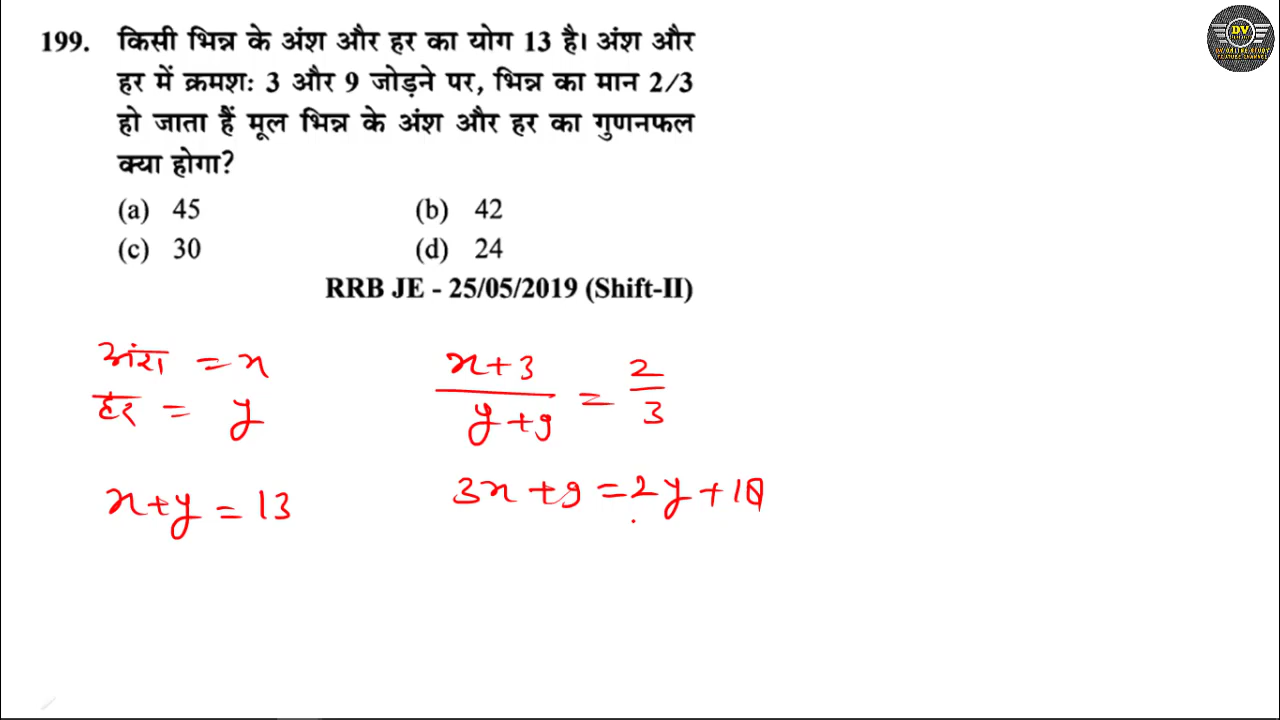 199. किसी भिन्न के अंश और हर का योग 13 है। अंश और
हर में क्रमशः 3 और 9 जोड़ने पर, भिन्न का मान 2/3
हो जाता हैं मूल भिन्न के अंश और हर का गुणनफल
क्या होगा?
(a) 45 (b) 42
(c) 30 (d) 24
RRB JE - 25/05/2019 (Shift-II)
अंश = x
हर = y
x+y = 13
x+3
y+9
= 2/3
3x+9 = 2y+18
DV